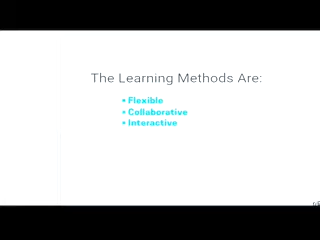 The Learning Methods Are:
• Flexible
• Collaborative
• Interactive